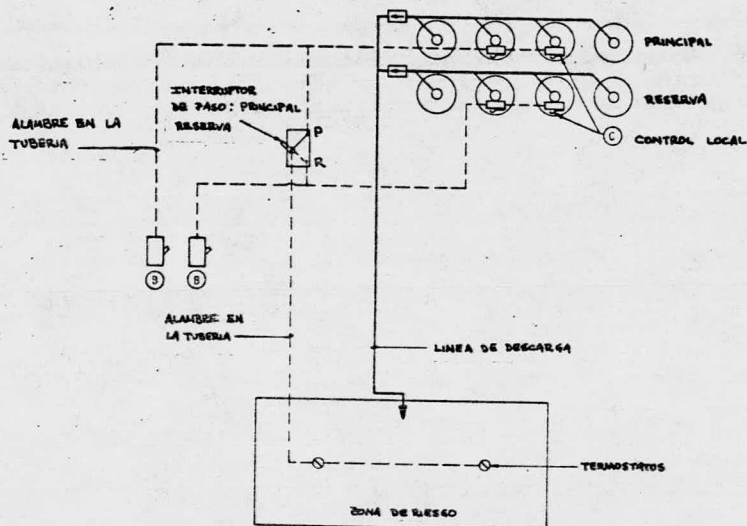 PRINCIPAL
RESERVA
INTERRUPTOR
DE PASO: PRINCIPAL
RESERVA
P
R
C
CONTROL LOCAL
ALAMBRE EN LA
TUBERIA
B
B
ALAMBRE EN
LA TUBERIA
LINEA DE DESCARGA
TERMOSTATOS
ZONA DE RIESGO